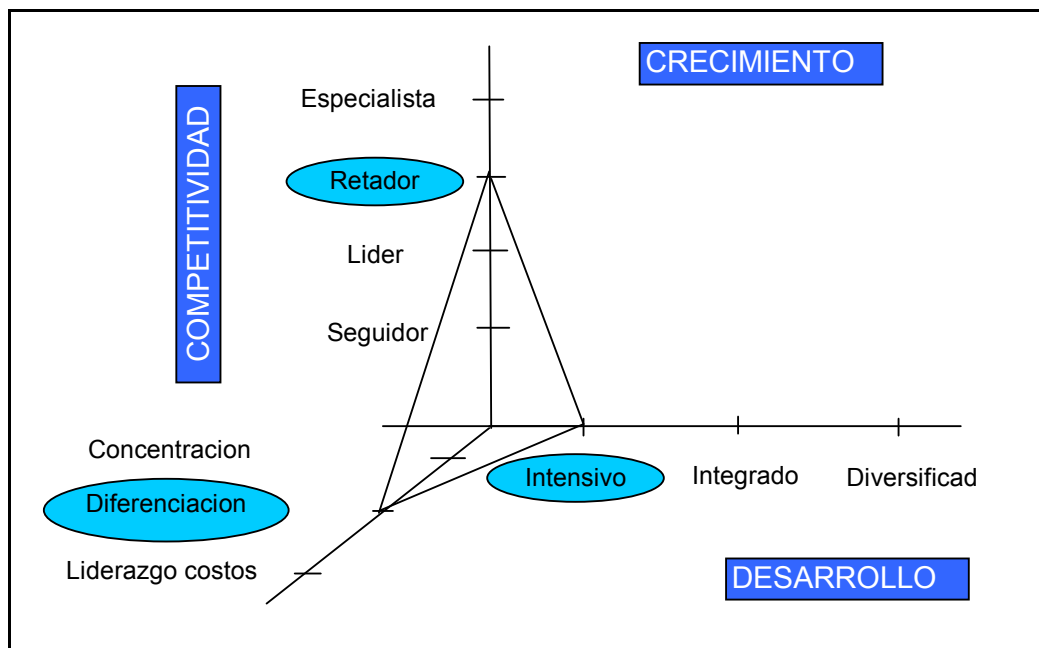 CRECIMIENTO
Especialista
COMPETITIVIDAD
Retador
Lider
Seguidor
Concentracion
Diferenciacion
Intensivo
Integrado
Diversificad
Liderazgo costos
DESARROLLO